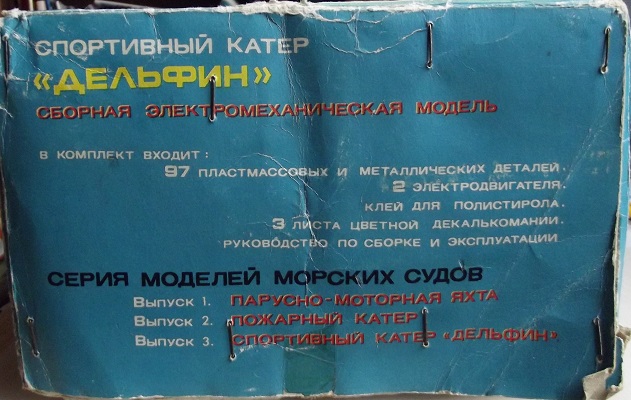 СПОРТИВНЫЙ КАТЕР
«ДЕЛЬФИН»
СБОРНАЯ ЭЛЕКТРОМЕХАНИЧЕСКАЯ МОДЕЛЬ
В КОМПЛЕКТ ВХОДИТ:
97 ПЛАСТМАССОВЫХ И МЕТАЛЛИЧЕСКИХ ДЕТАЛЕЙ.
2 ЭЛЕКТРОДВИГАТЕЛЯ.
КЛЕЙ ДЛЯ ПОЛИСТИРОЛА.
3 ЛИСТА ЦВЕТНОЙ ДЕКАЛЬКОМАНИИ.
РУКОВОДСТВО ПО СБОРКЕ И ЭКСПЛУАТАЦИИ
СЕРИЯ МОДЕЛЕЙ МОРСКИХ СУДОВ
Выпуск 1. ПАРУСНО-МОТОРНАЯ ЯХТА
Выпуск 2. ПОЖАРНЫЙ КАТЕР
Выпуск 3. СПОРТИВНЫЙ КАТЕР «ДЕЛЬФИН»